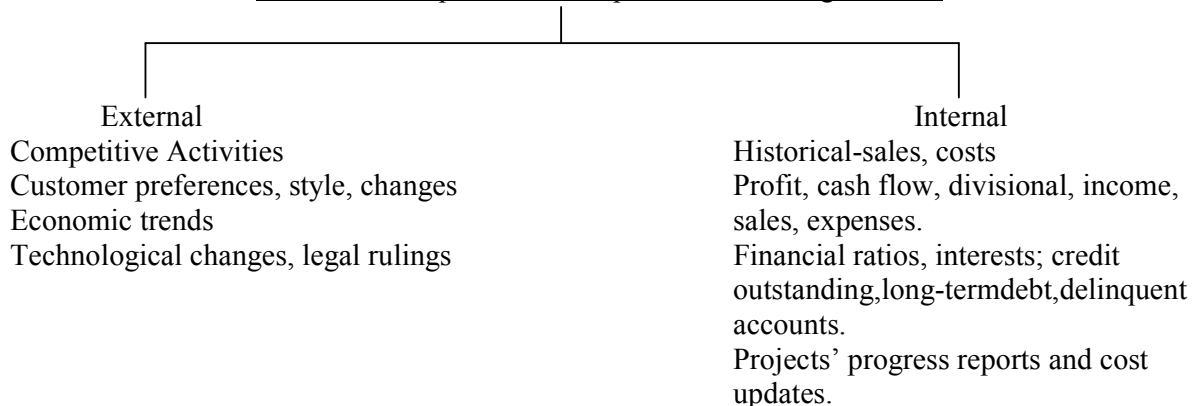 External
Competitive Activities
Customer preferences, style, changes
Economic trends
Technological changes, legal rulings
Internal
Historical-sales, costs
Profit, cash flow, divisional, income,
sales, expenses.
Financial ratios, interests; credit
outstanding,long-termdebt,delinquent
accounts.
Projects’ progress reports and cost
updates.